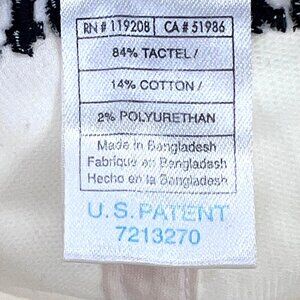 RN # 119208 CA # 51986
84% TACTEL /
14% COTTON /
2% POLYURETHAN
Made in Bangladesh
Fabriqué en Bangladesh
Hecho en la Bangladesh
U.S. PATENT
7213270